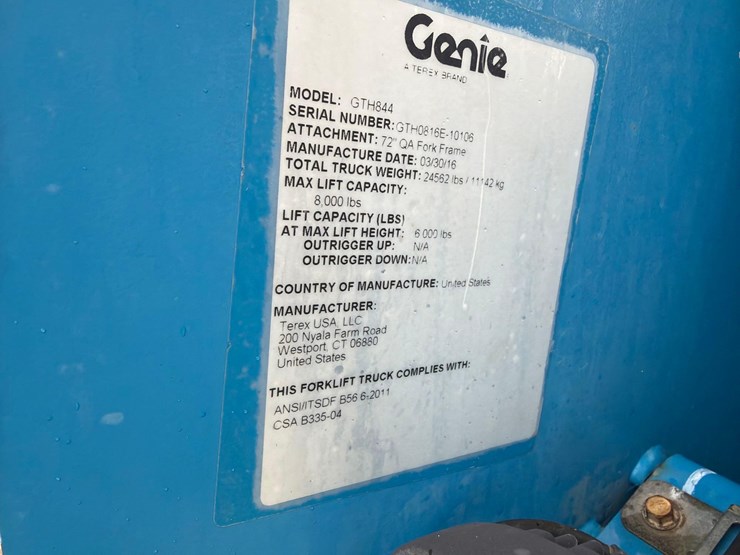 Genie
A TEREX BRAND
MODEL: GTH844
SERIAL NUMBER: GTH0816E-10106
ATTACHMENT: 72" QA Fork Frame
MANUFACTURE DATE: 03/30/16
TOTAL TRUCK WEIGHT: 24562 lbs / 11142 kg
MAX LIFT CAPACITY:
8,000 lbs
LIFT CAPACITY (LBS)
AT MAX LIFT HEIGHT: 6 000 lbs
OUTRIGGER UP: N/A
OUTRIGGER DOWN: N/A
COUNTRY OF MANUFACTURE: United States
MANUFACTURER:
Terex USA, LLC
200 Nyala Farm Road
Westport, CT 06880
United States
THIS FORKLIFT TRUCK COMPLIES WITH:
ANSI/ITSDF B56.6-2011
CSA B335-04